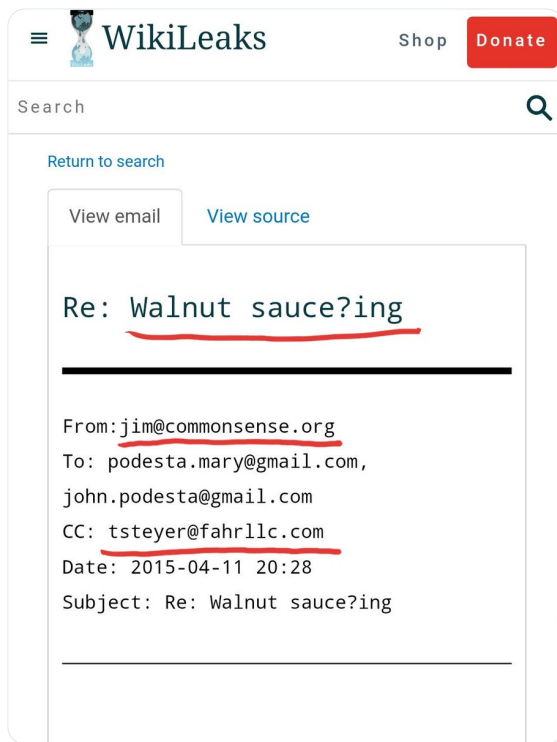 WikiLeaks
Shop
Donate
Search
Return to search
View email
View source
Re: Walnut sauce?ing
From:jim@commonsense.org
To: podesta.mary@gmail.com,
john.podesta@gmail.com
CC: tsteyer@fahrllc.com
Date: 2015-04-11 20:28
Subject: Re: Walnut sauce?ing